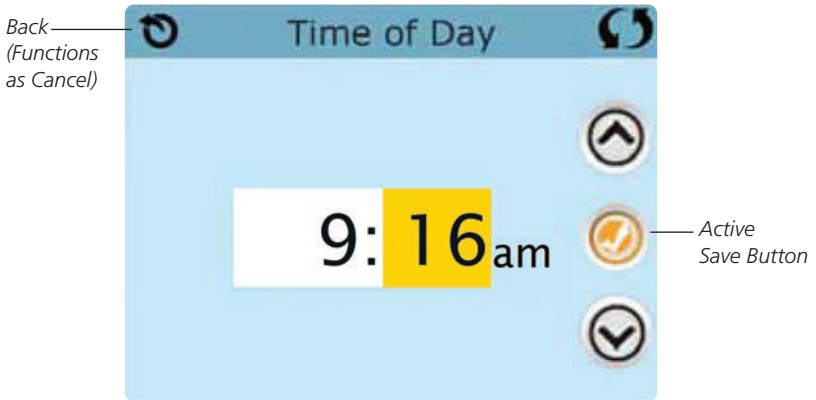 Back
(Functions
as Cancel)
Time of Day
9:16am
Active
Save Button